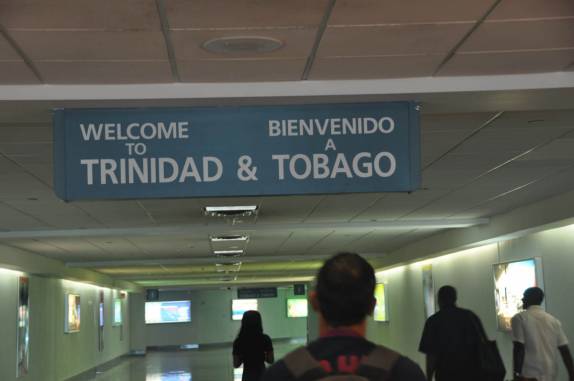 WELCOME BIENVENIDO
TO A
TRINIDAD & TOBAGO